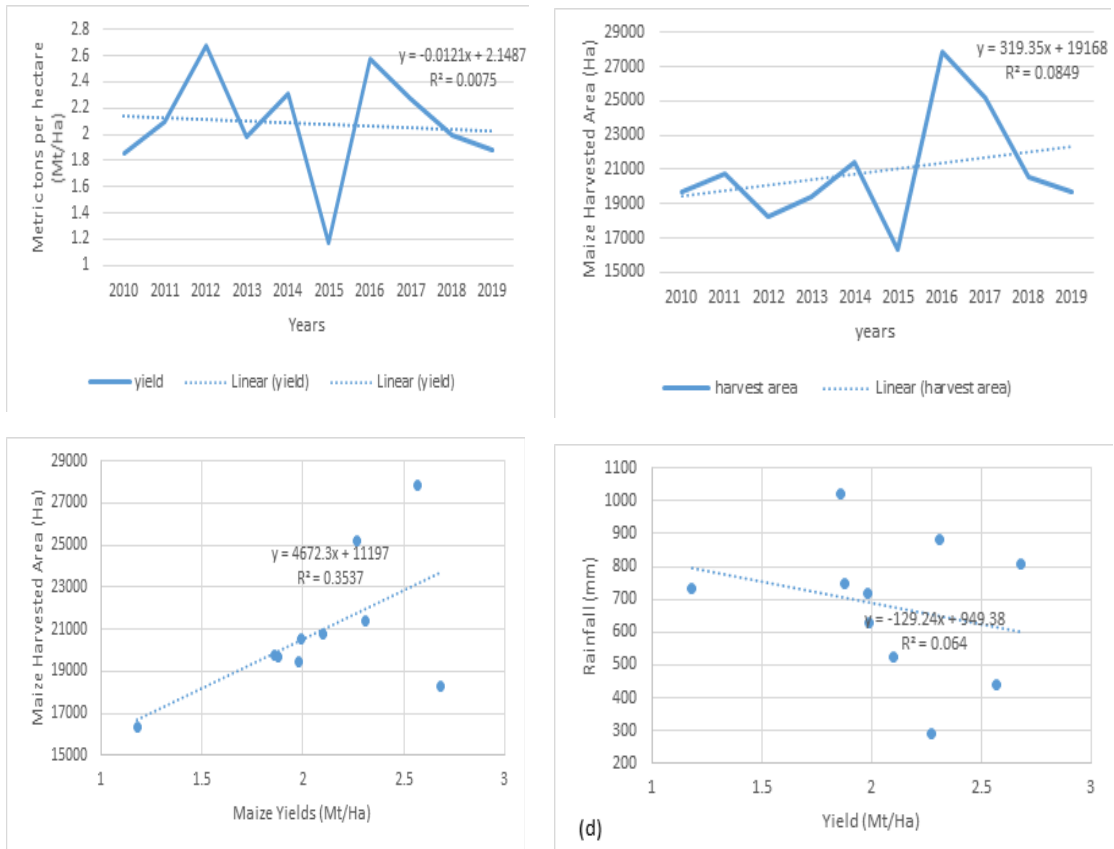 Metric tons per hectare
(Mt/Ha)
2.8
2.6
2.4
2.2
2
1.8
1.6
1.4
1.2
1
y = -0.0121x + 2.1487
R² = 0.0075
2010 2011 2012 2013 2014 2015 2016 2017 2018 2019
Years
yield Linear (yield) Linear (yield)
Maize Harvested Area (Ha)
29000
27000
25000
23000
21000
19000
17000
15000
y = 319.35x + 19168
R² = 0.0849
2010 2011 2012 2013 2014 2015 2016 2017 2018 2019
years
harvest area Linear (harvest area)
Maize Harvested Area (Ha)
29000
27000
25000
23000
21000
19000
17000
15000
y = 4672.3x + 11197
R² = 0.3537
1 1.5 2 2.5 3
Maize Yields (Mt/Ha)
Rainfall (mm)
1100
1000
900
800
700
600
500
400
300
200
y = -129.24x + 949.38
R² = 0.064
1 1.5 2 2.5 3
Yield (Mt/Ha)
(d)